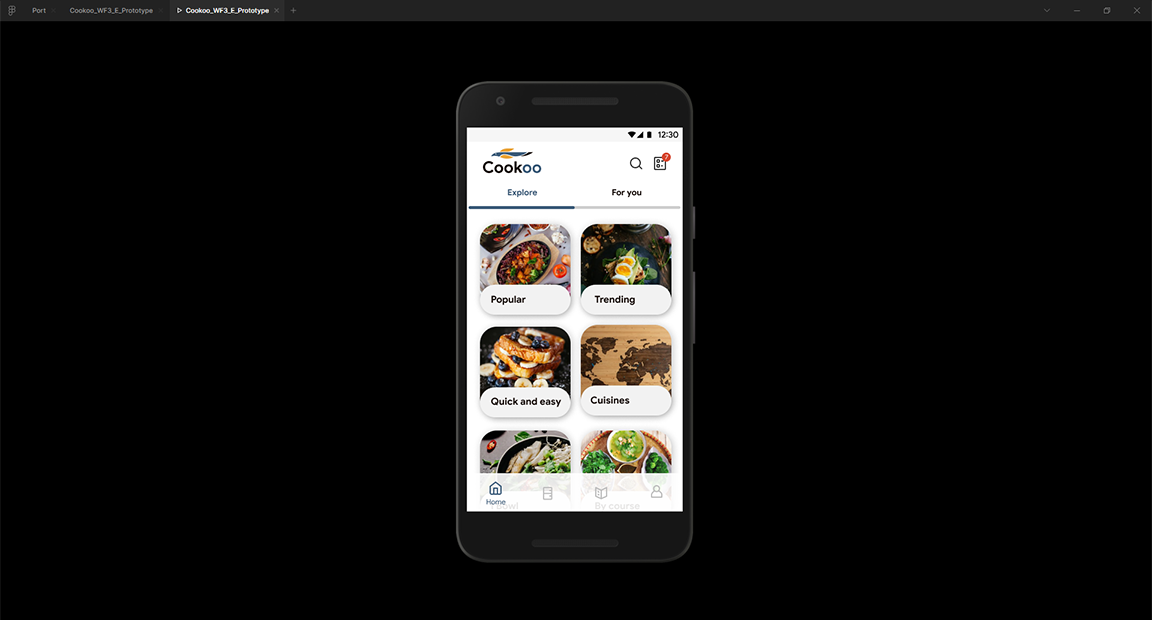 Port
Cookoo_WF3_E_Prototype
Cookoo_WF3_E_Prototype
12:30
Cookoo
7
Explore
For you
Popular
Trending
Quick and easy
Cuisines
Home
bowl
By course